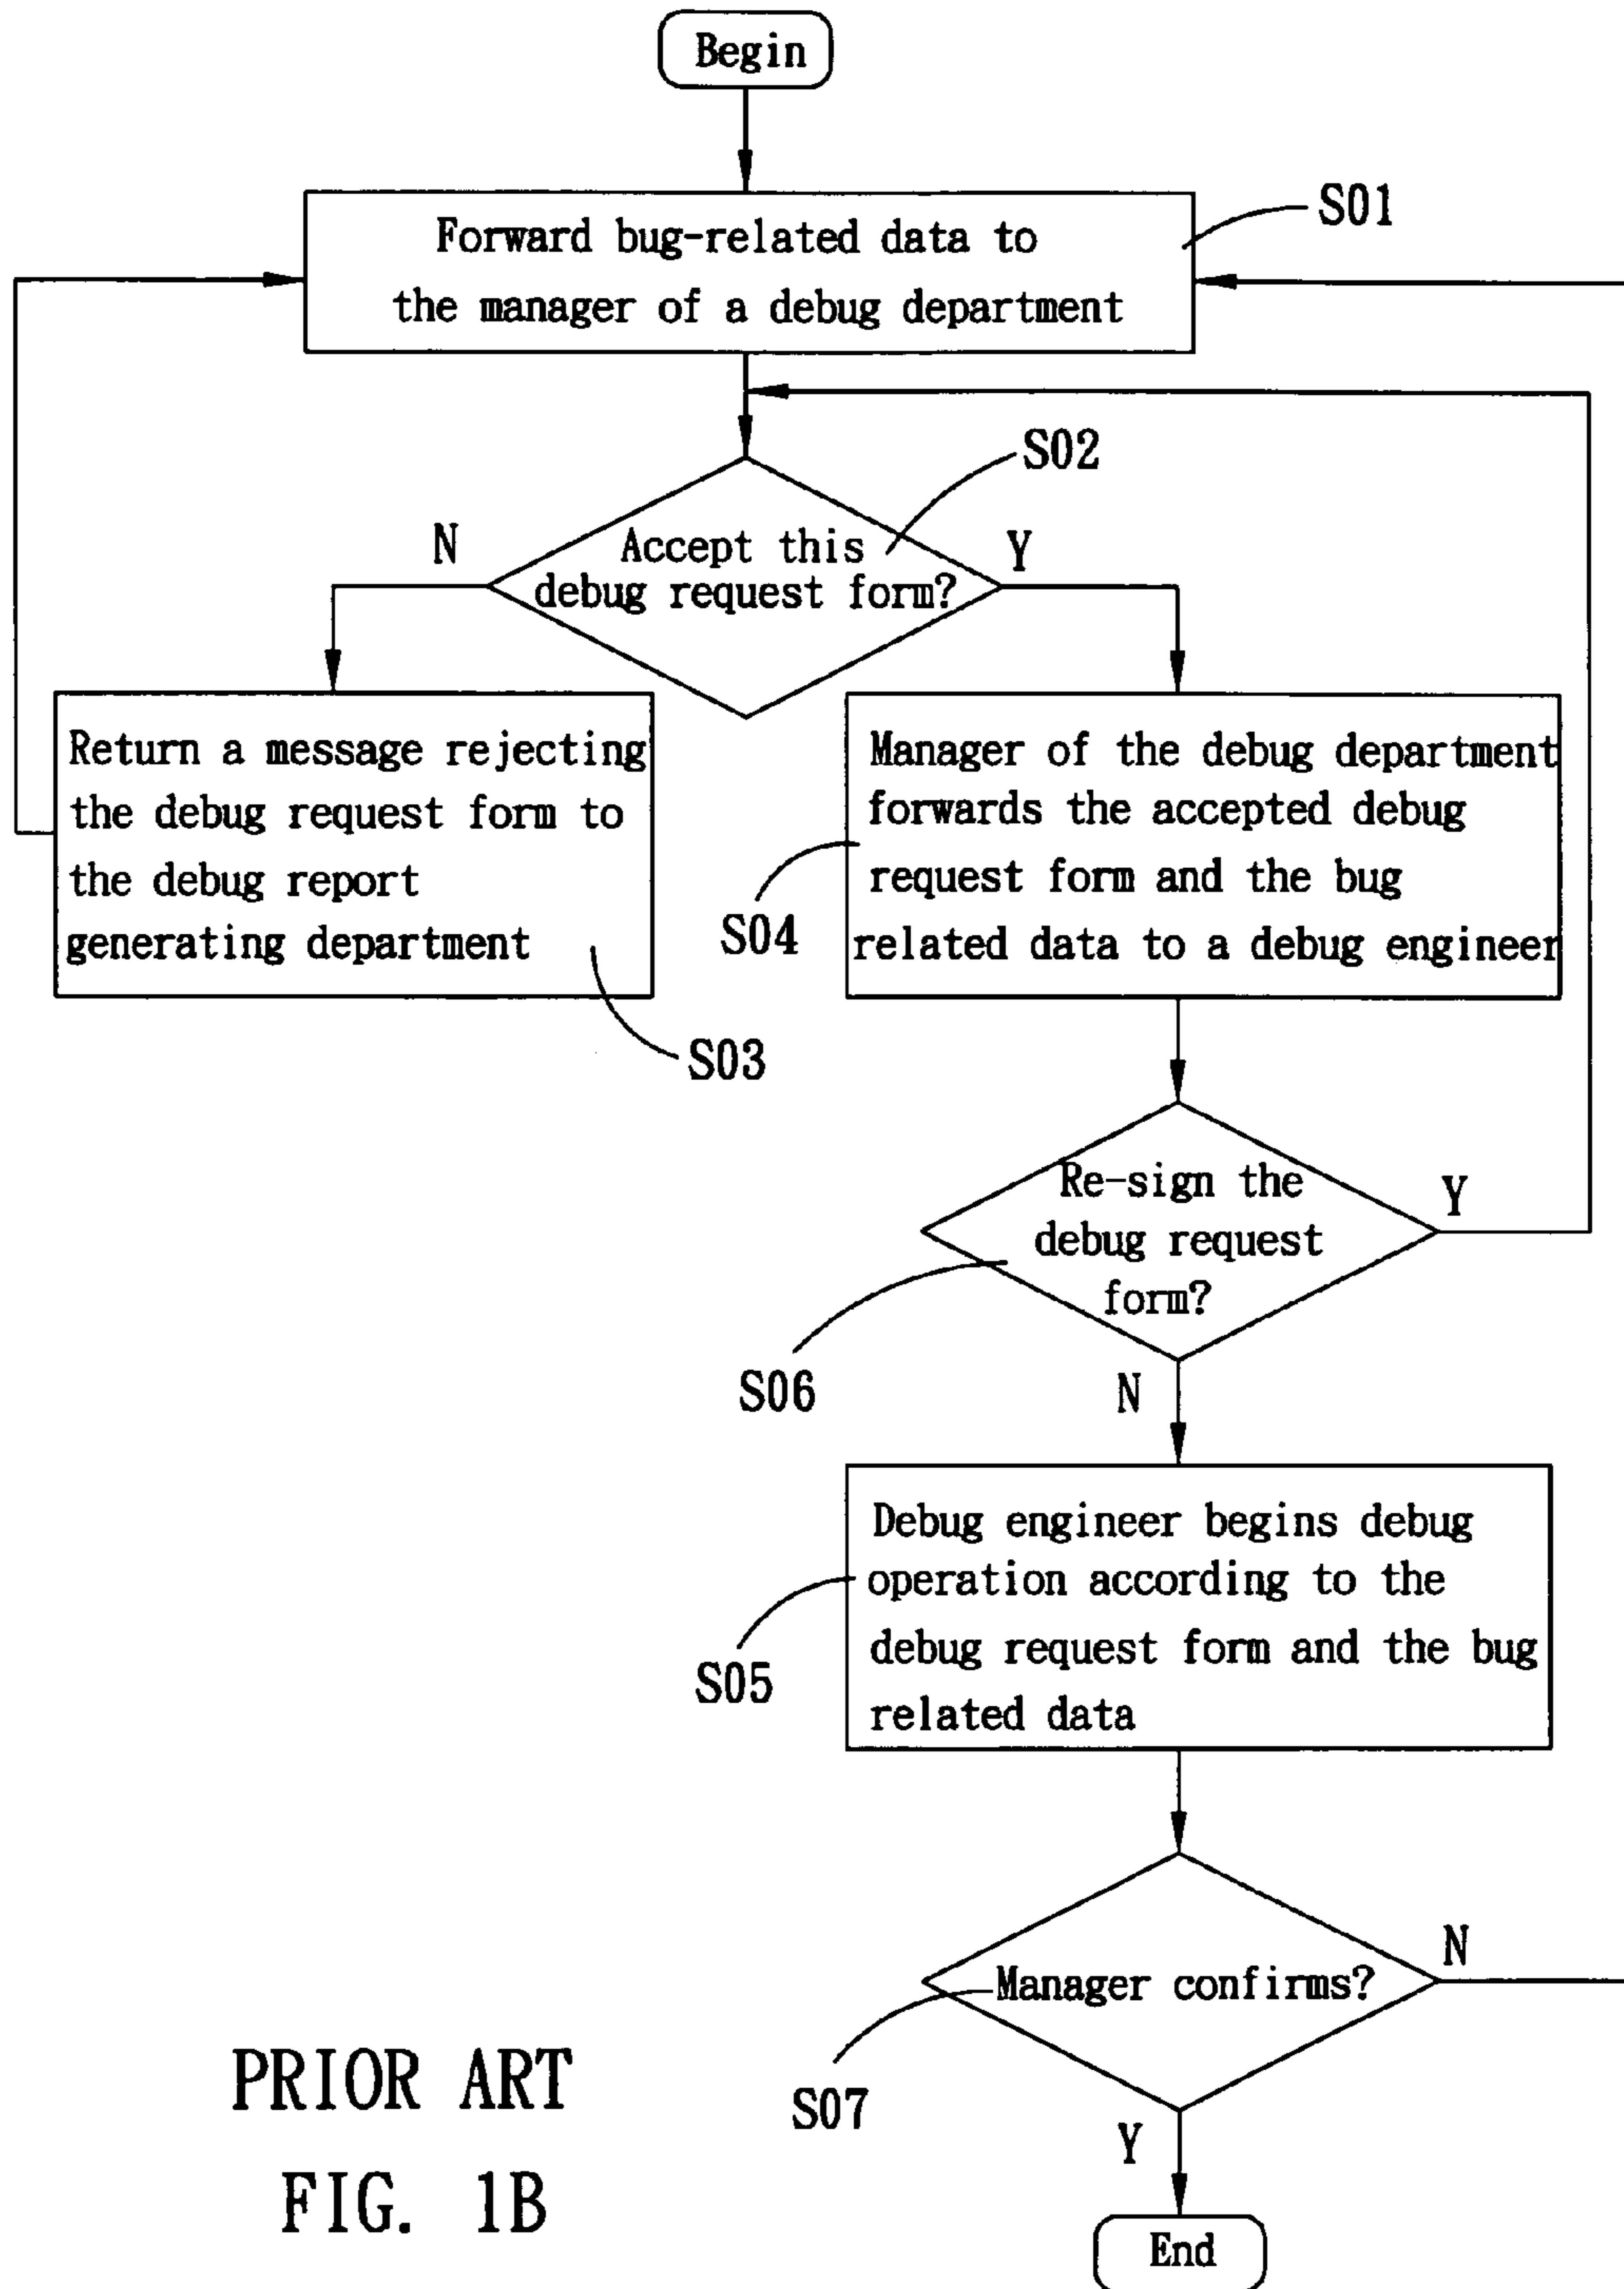 Begin
Forward bug-related data to
the manager of a debug department
S01
Accept this
debug request form?
S02
N
Y
Return a message rejecting
the debug request form to
the debug report
generating department
S03
Manager of the debug department
forwards the accepted debug
request form and the bug
related data to a debug engineer
S04
Re-sign the
debug request
form?
Y
S06
N
Debug engineer begins debug
operation according to the
debug request form and the bug
related data
S05
Manager confirms?
N
S07
Y
End
PRIOR ART
FIG. 1B